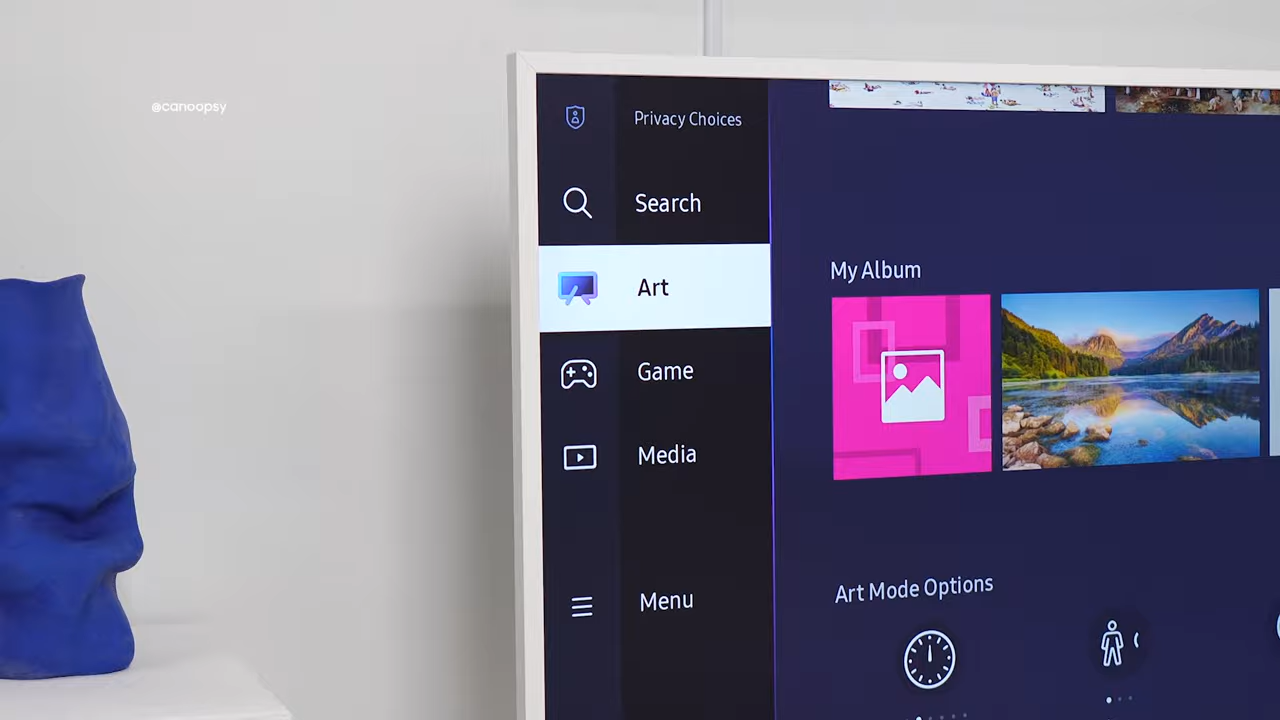 @canoopsy
Privacy Choices
Search
Art
Game
Media
Menu
My Album
Art Mode Options